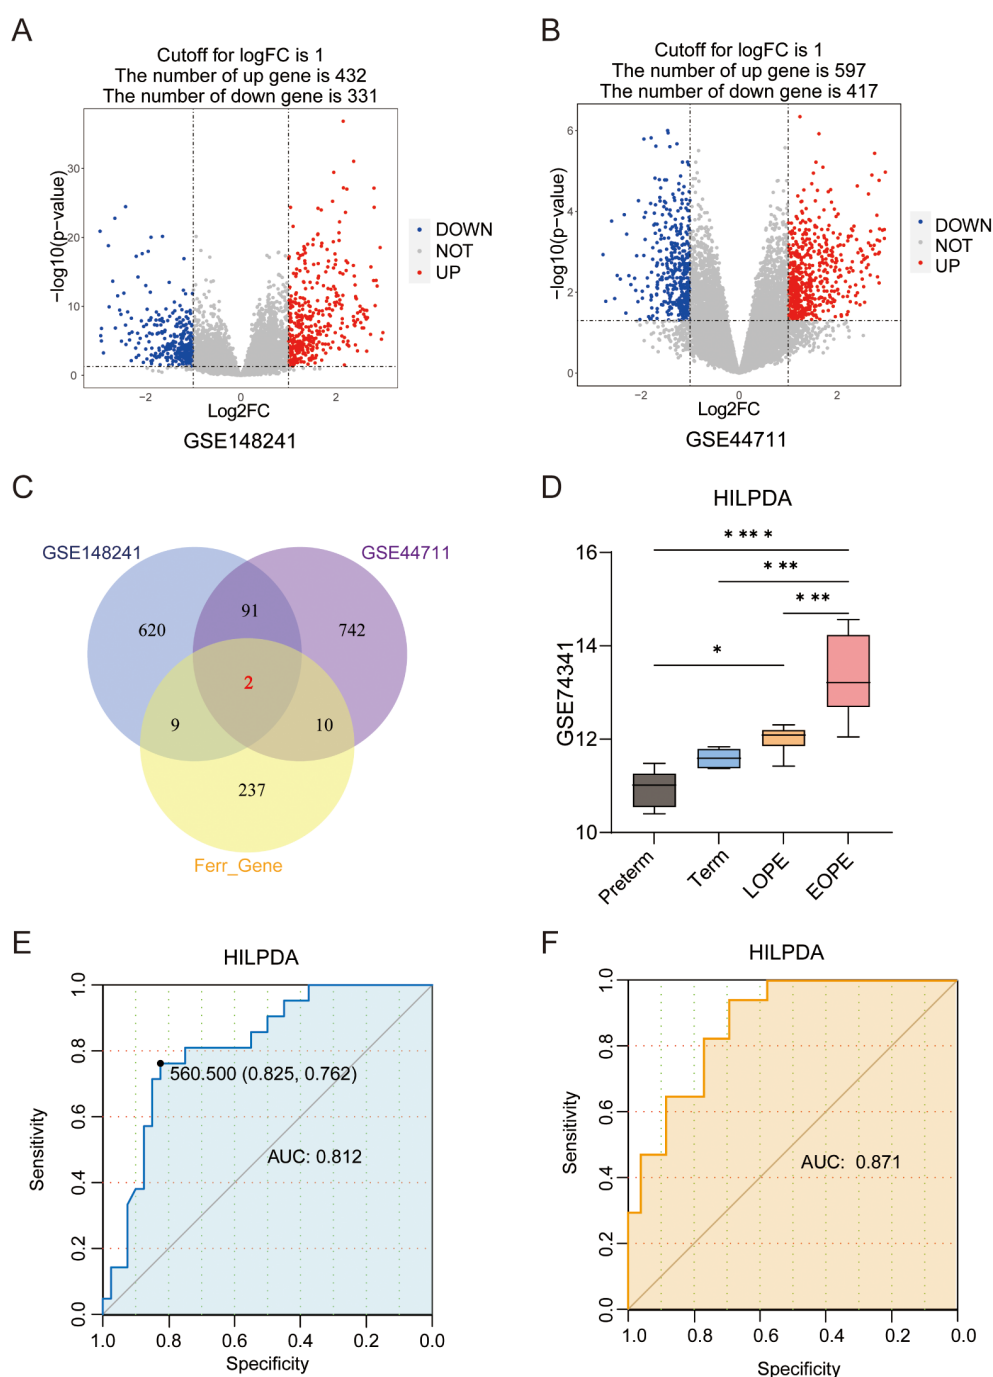 A
Cutoff for logFC is 1
The number of up gene is 432
The number of down gene is 331
−log10(p−value)
30
20
10
0
−2
0
2
Log2FC
GSE148241
DOWN
NOT
UP
B
Cutoff for logFC is 1
The number of up gene is 597
The number of down gene is 417
−log10(p−value)
6
4
2
0
−2
0
2
Log2FC
GSE44711
DOWN
NOT
UP
C
GSE148241
GSE44711
620
91
742
2
9
10
237
Ferr_Gene
D
HILPDA
GSE74341
16
14
12
10
****
***
***
*
Preterm
Term
LOPE
EOPE
E
HILPDA
Sensitivity
1.0
0.8
0.6
0.4
0.2
0.0
560.500 (0.825, 0.762)
AUC: 0.812
1.0
0.8
0.6
0.4
0.2
0.0
Specificity
F
HILPDA
Sensitivity
1.0
0.8
0.6
0.4
0.2
0.0
AUC: 0.871
1.0
0.8
0.6
0.4
0.2
0.0
Specificity